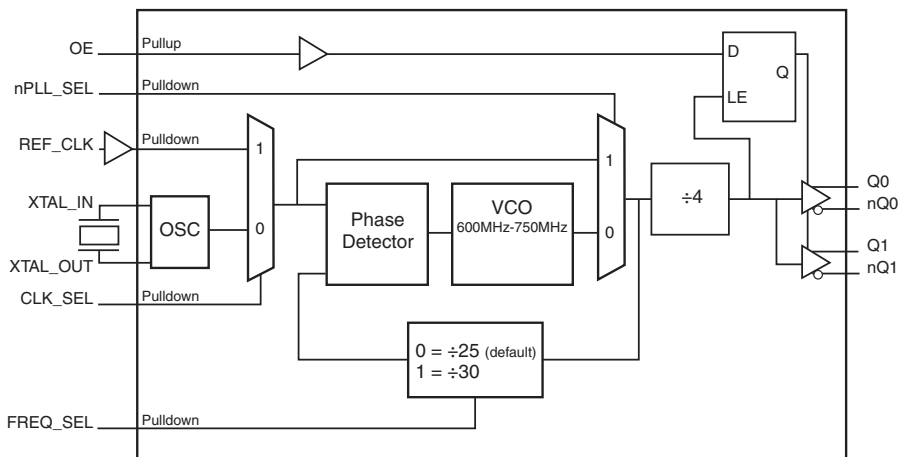 OE
Pullup
D
Q
LE
nPLL_SEL
Pulldown
REF_CLK
Pulldown
1
0
1
0
XTAL_IN
OSC
XTAL_OUT
Phase
Detector
VCO
600MHz-750MHz
÷4
Q0
nQ0
Q1
nQ1
CLK_SEL
Pulldown
0 = ÷25 (default)
1 = ÷30
FREQ_SEL
Pulldown